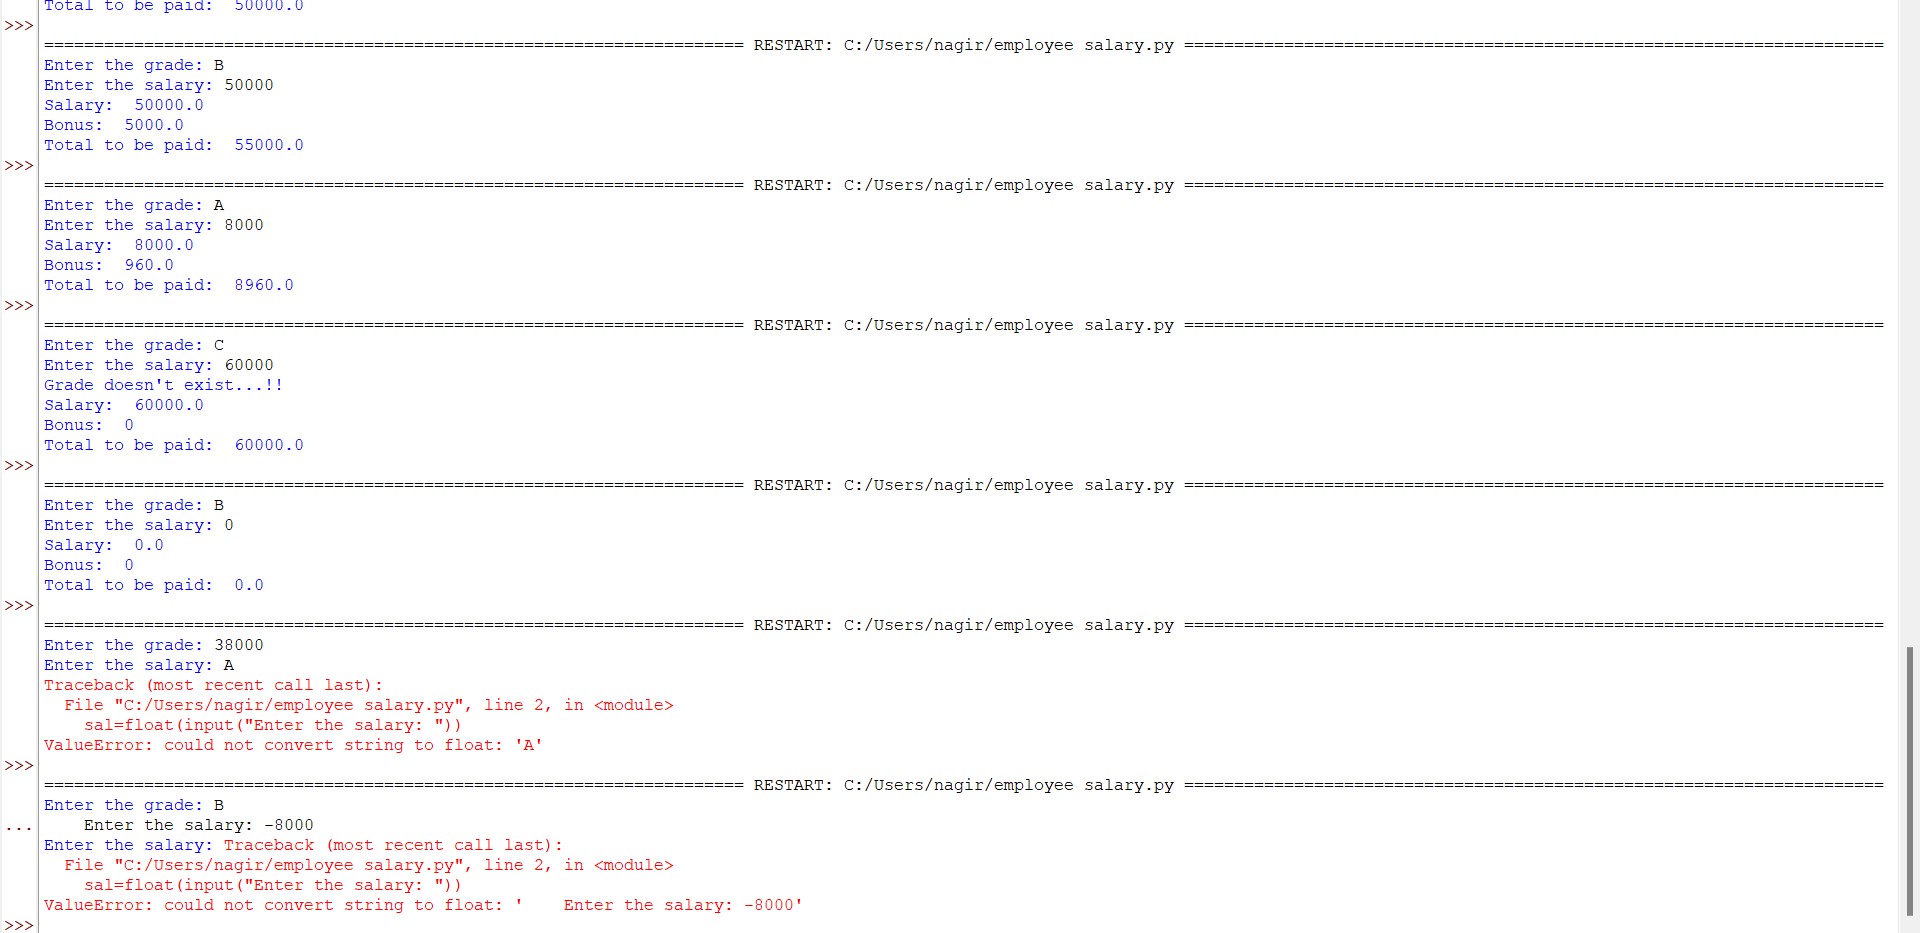 Total to be paid:  50000.0
>>>
====================================================================== RESTART: C:/Users/nagir/employee salary.py ======================================================================
Enter the grade: B
Enter the salary: 50000
Salary:  50000.0
Bonus:  5000.0
Total to be paid:  55000.0
>>>
====================================================================== RESTART: C:/Users/nagir/employee salary.py ======================================================================
Enter the grade: A
Enter the salary: 8000
Salary:  8000.0
Bonus:  960.0
Total to be paid:  8960.0
>>>
====================================================================== RESTART: C:/Users/nagir/employee salary.py ======================================================================
Enter the grade: C
Enter the salary: 60000
Grade doesn't exist...!!
Salary:  60000.0
Bonus:  0
Total to be paid:  60000.0
>>>
====================================================================== RESTART: C:/Users/nagir/employee salary.py ======================================================================
Enter the grade: B
Enter the salary: 0
Salary:  0.0
Bonus:  0
Total to be paid:  0.0
>>>
====================================================================== RESTART: C:/Users/nagir/employee salary.py ======================================================================
Enter the grade: 38000
Enter the salary: A
Traceback (most recent call last):
  File "C:/Users/nagir/employee salary.py", line 2, in <module>
    sal=float(input("Enter the salary: "))
ValueError: could not convert string to float: 'A'
>>>
====================================================================== RESTART: C:/Users/nagir/employee salary.py ======================================================================
Enter the grade: B
...     Enter the salary: -8000
Enter the salary: Traceback (most recent call last):
  File "C:/Users/nagir/employee salary.py", line 2, in <module>
    sal=float(input("Enter the salary: "))
ValueError: could not convert string to float: '    Enter the salary: -8000'
>>>